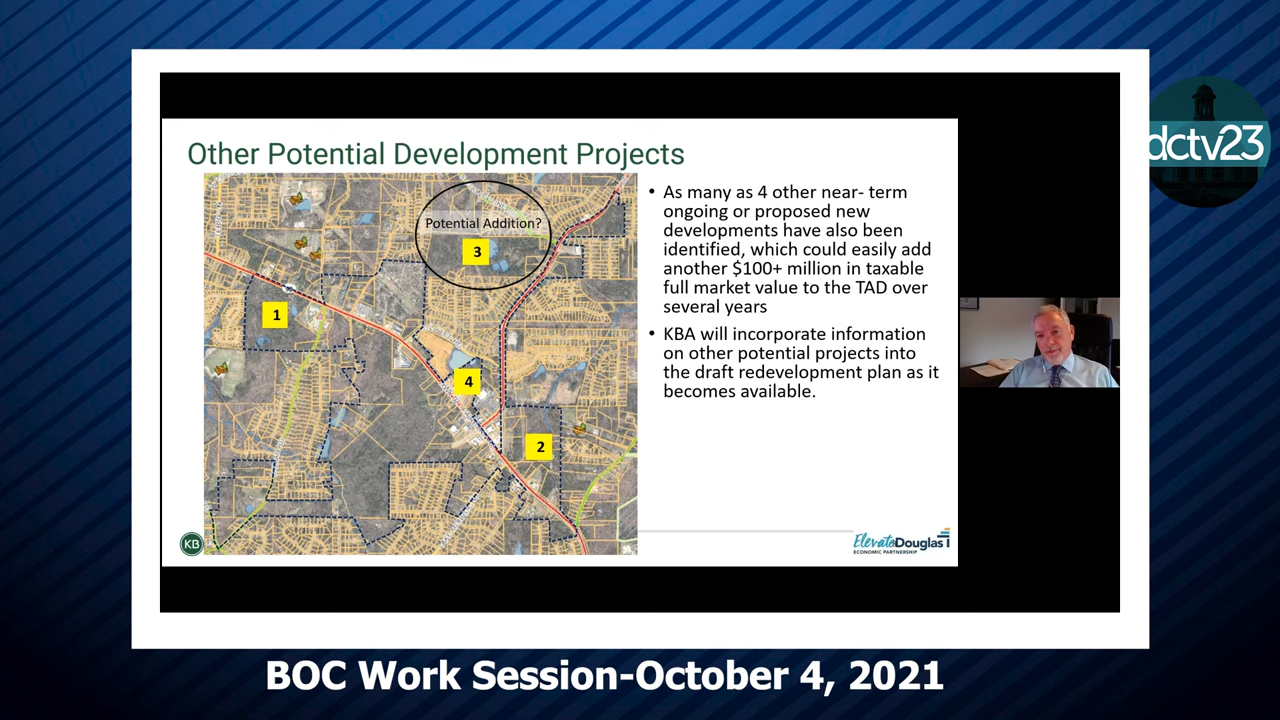 dctv23
Other Potential Development Projects
Potential Addition?
3
1
4
2
• As many as 4 other near- term
ongoing or proposed new
developments have also been
identified, which could easily add
another $100+ million in taxable
full market value to the TAD over
several years
• KBA will incorporate information
on other potential projects into
the draft redevelopment plan as it
becomes available.
KB
ElevateDouglas
ECONOMIC PARTNERSHIP
BOC Work Session-October 4, 2021